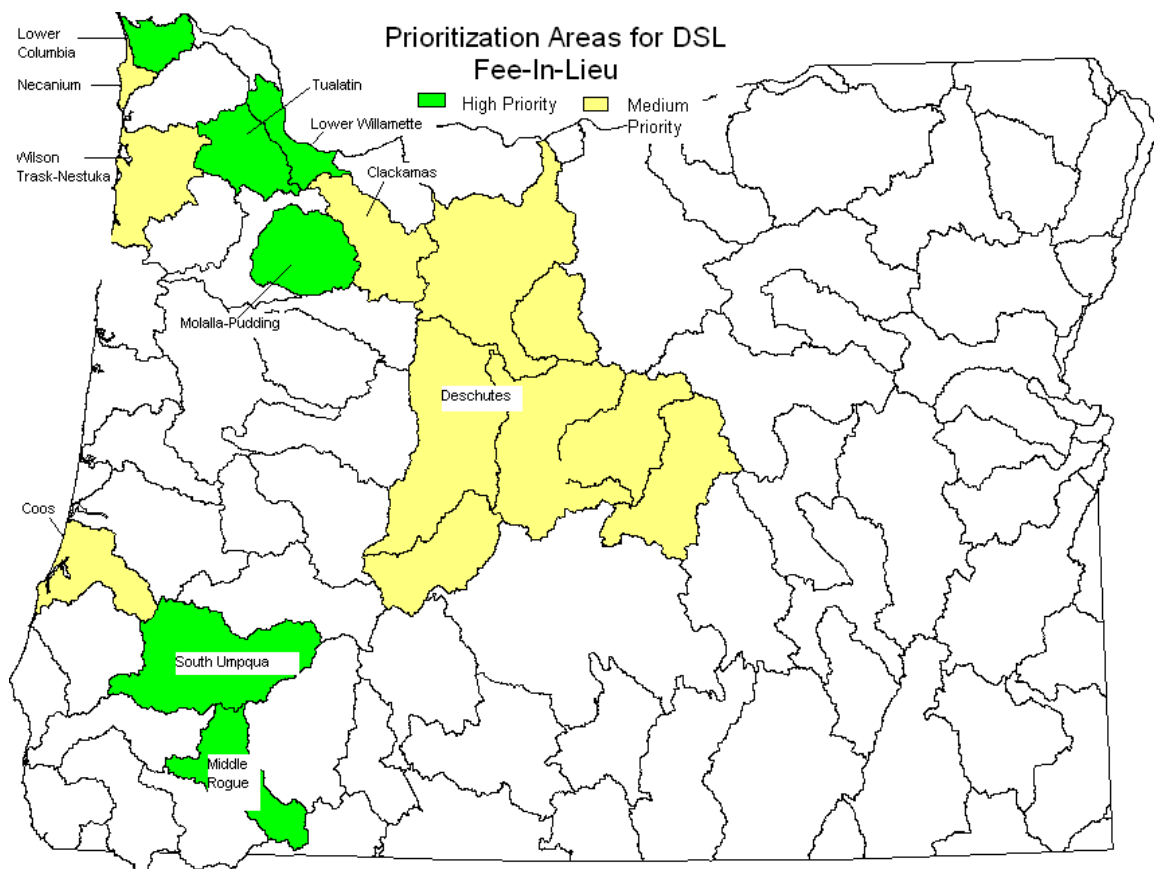 Prioritization Areas for DSL
Fee-In-Lieu
High Priority
Medium
Priority
Lower
Columbia
Necanium
Tualatin
Lower Willamette
Wilson
Trask-Nestuka
Clackamas
Molalla-Pudding
Deschutes
Coos
South Umpqua
Middle
Rogue